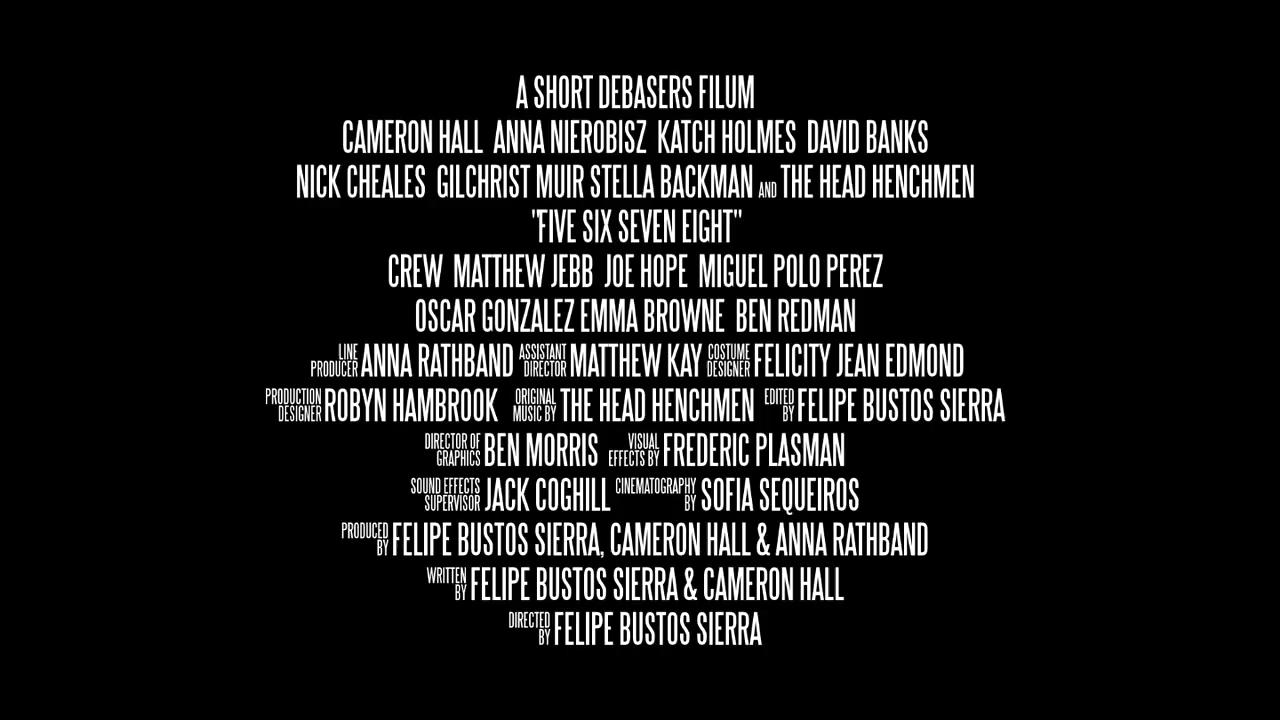 A SHORT DEBASERS FILUM
CAMERON HALL ANNA NIEROBISZ KATCH HOLMES DAVID BANKS
NICK CHEALES GILCHRIST MUIR STELLA BACKMAN AND THE HEAD HENCHMEN
"FIVE SIX SEVEN EIGHT"
CREW MATTHEW JEBB JOE HOPE MIGUEL POLO PEREZ
OSCAR GONZALEZ EMMA BROWNE BEN REDMAN
LINE PRODUCER ANNA RATHBAND ASSISTANT DIRECTOR MATTHEW KAY COSTUME DESIGNER FELICITY JEAN EDMOND
PRODUCTION DESIGNER ROBYN HAMBROOK ORIGINAL MUSIC BY THE HEAD HENCHMEN EDITED BY FELIPE BUSTOS SIERRA
DIRECTOR OF GRAPHICS BEN MORRIS VISUAL EFFECTS BY FREDERIC PLASMAN
SOUND EFFECTS SUPERVISOR JACK COGHILL CINEMATOGRAPHY BY SOFIA SEQUEIROS
PRODUCED BY FELIPE BUSTOS SIERRA, CAMERON HALL & ANNA RATHBAND
WRITTEN BY FELIPE BUSTOS SIERRA & CAMERON HALL
DIRECTED BY FELIPE BUSTOS SIERRA